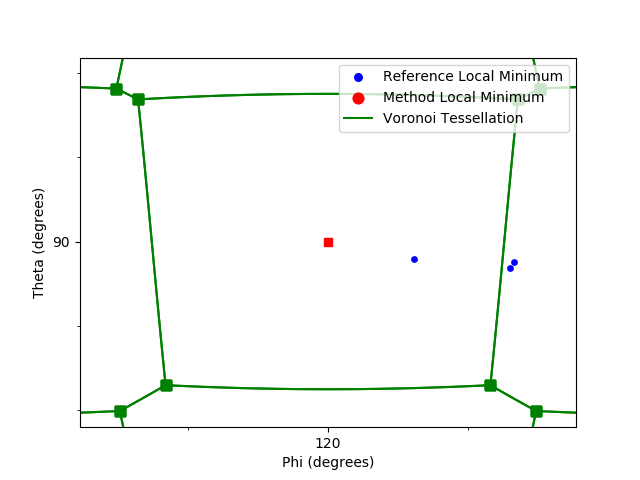 Reference Local Minimum
Method Local Minimum
Voronoi Tessellation
90
Theta (degrees)
120
Phi (degrees)